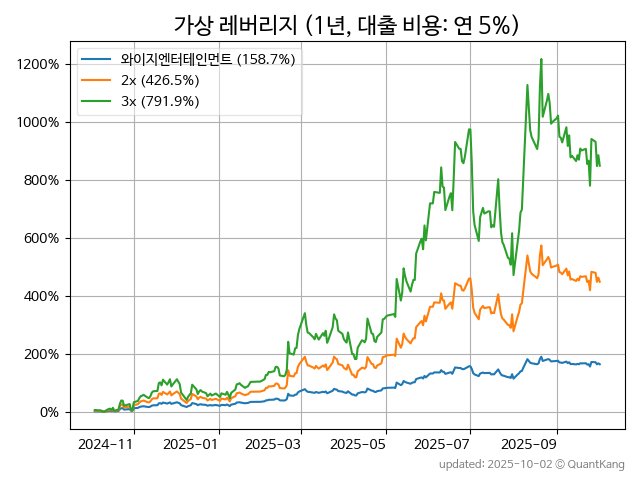 가상 레버리지 (1년, 대출 비용: 연 5%)
와이지엔터테인먼트 (158.7%)
2x (426.5%)
3x (791.9%)
1200%
1000%
800%
600%
400%
200%
0%
2024-11
2025-01
2025-03
2025-05
2025-07
2025-09
updated: 2025-10-02 © QuantKang